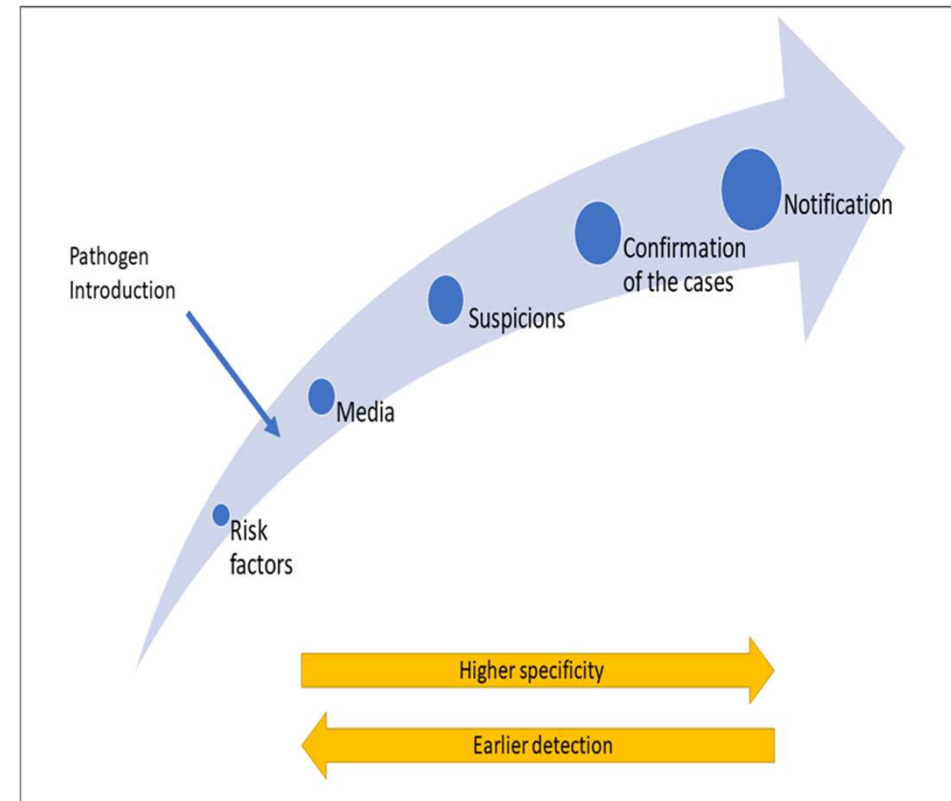 Pathogen
Introduction
Risk
factors
Media
Suspicions
Confirmation
of the cases
Notification
Higher specificity
Earlier detection